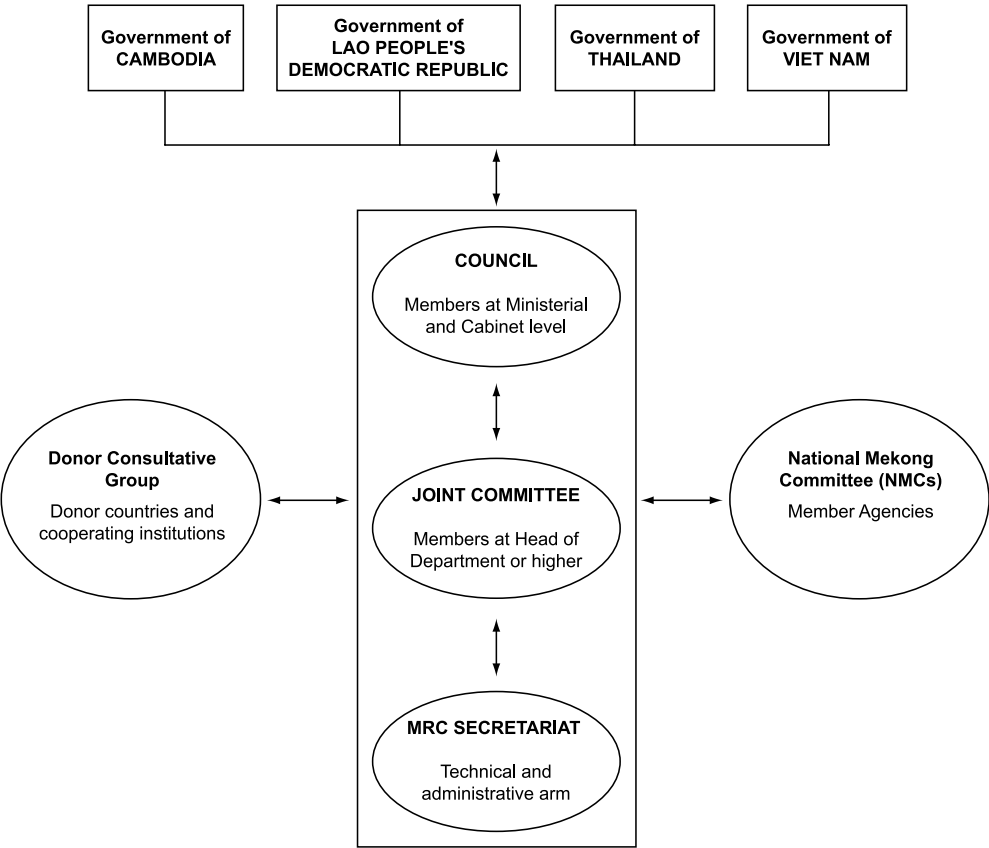 Government of
CAMBODIA
Government of
LAO PEOPLE'S
DEMOCRATIC REPUBLIC
Government of
THAILAND
Government of
VIET NAM
COUNCIL
Members at Ministerial
and Cabinet level
Donor Consultative
Group
Donor countries and
cooperating institutions
JOINT COMMITTEE
Members at Head of
Department or higher
National Mekong
Committee (NMCs)
Member Agencies
MRC SECRETARIAT
Technical and
administrative arm